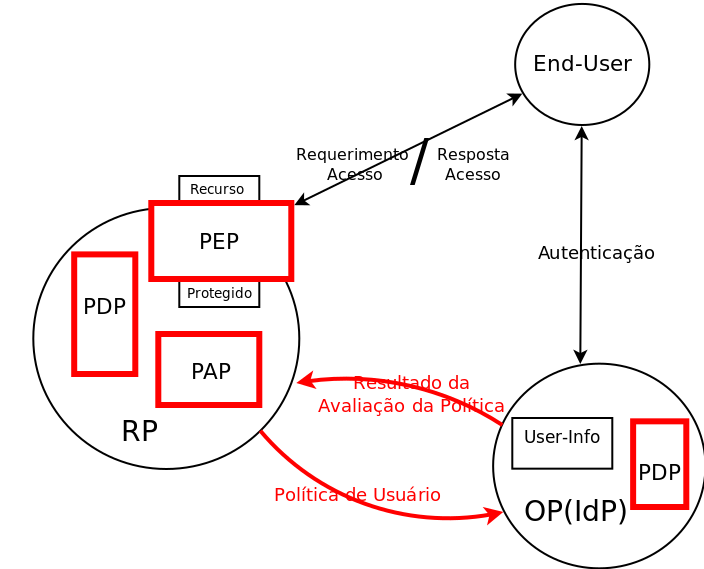 End-User
Requerimento
Acesso
/
Resposta
Acesso
Recurso
PEP
Protegido
PDP
PAP
RP
Autenticação
Resultado da
Avaliação da Política
Política de Usuário
User-Info
PDP
OP(IdP)